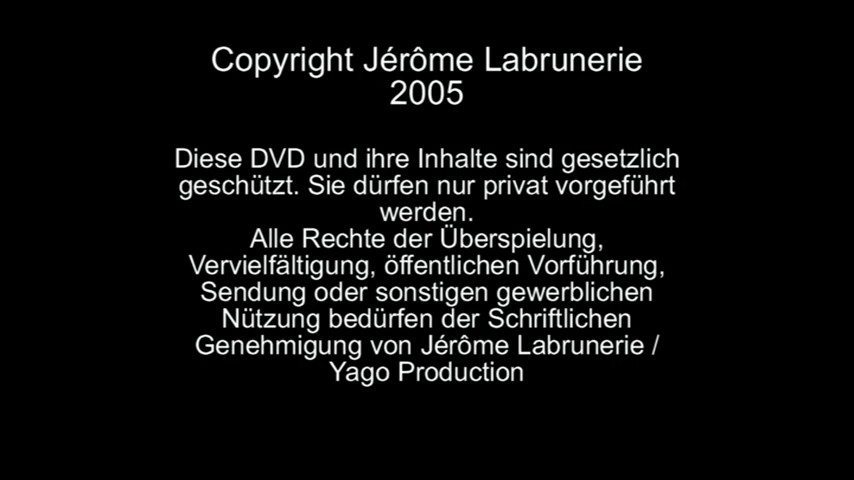 Copyright Jérôme Labrunerie
2005
Diese DVD und ihre Inhalte sind gesetzlich
geschützt. Sie dürfen nur privat vorgeführt
werden.
Alle Rechte der Überspielung,
Vervielfältigung, öffentlichen Vorführung,
Sendung oder sonstigen gewerblichen
Nützung bedürfen der Schriftlichen
Genehmigung von Jérôme Labrunerie /
Yago Production